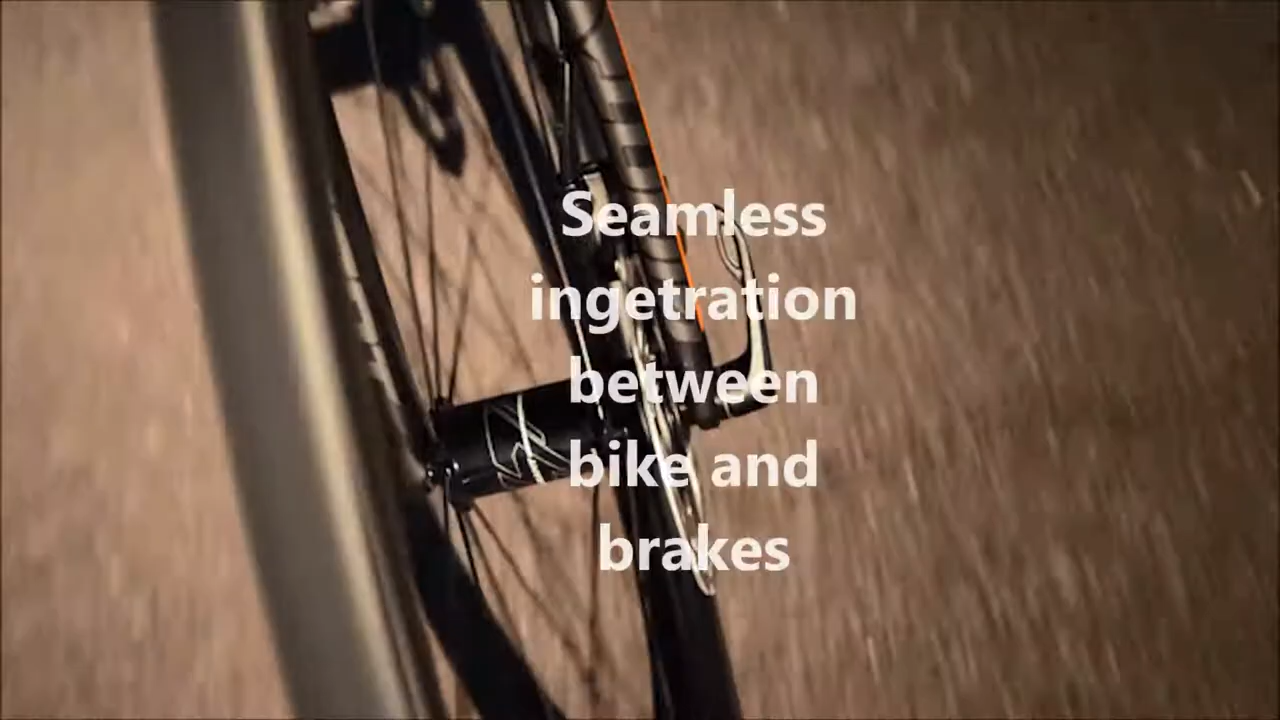 Seamless
ingetration
between
bike and
brakes